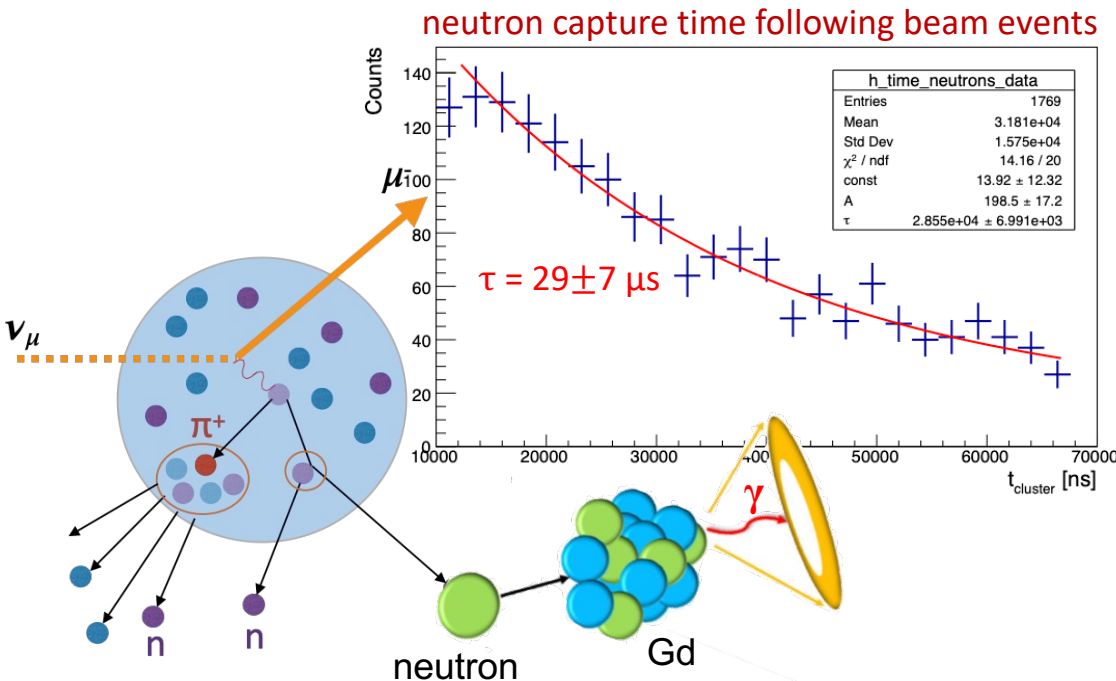 neutron capture time following beam events
Counts
140
120
100
80
60
40
20
0
10000 20000 30000 40000 50000 60000 70000
t_cluster [ns]
h_time_neutrons_data
Entries 1769
Mean 3.181e+04
Std Dev 1.575e+04
χ² / ndf 14.16 / 20
const 13.92 ± 12.32
A 198.5 ± 17.2
τ 2.855e+04 ± 6.991e+03
τ = 29±7 μs
μ-
ν_μ
π⁺
n
n
neutron
Gd
γ